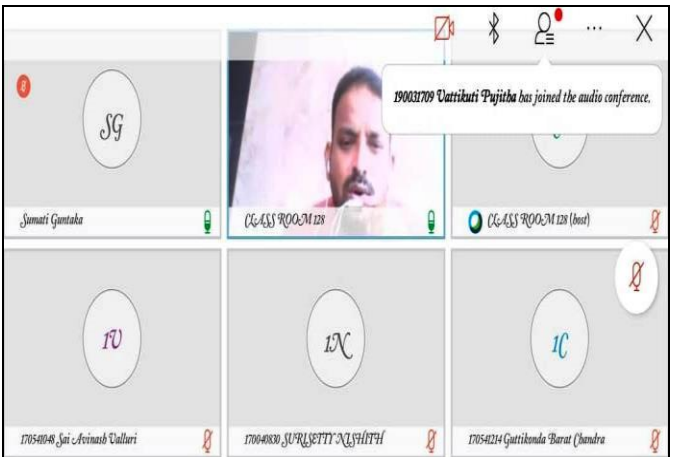 190031709 Vattikuti Pujitha has joined the audio conference.
SG
Sumati Guntaka
CLASS ROOM 128
CLASS ROOM 128 (host)
1V
1N
1C
170541048 Sai Avinash Valluri
170040830 SURISETTY NISHITH
170541214 Guttikonda Barat Chandra